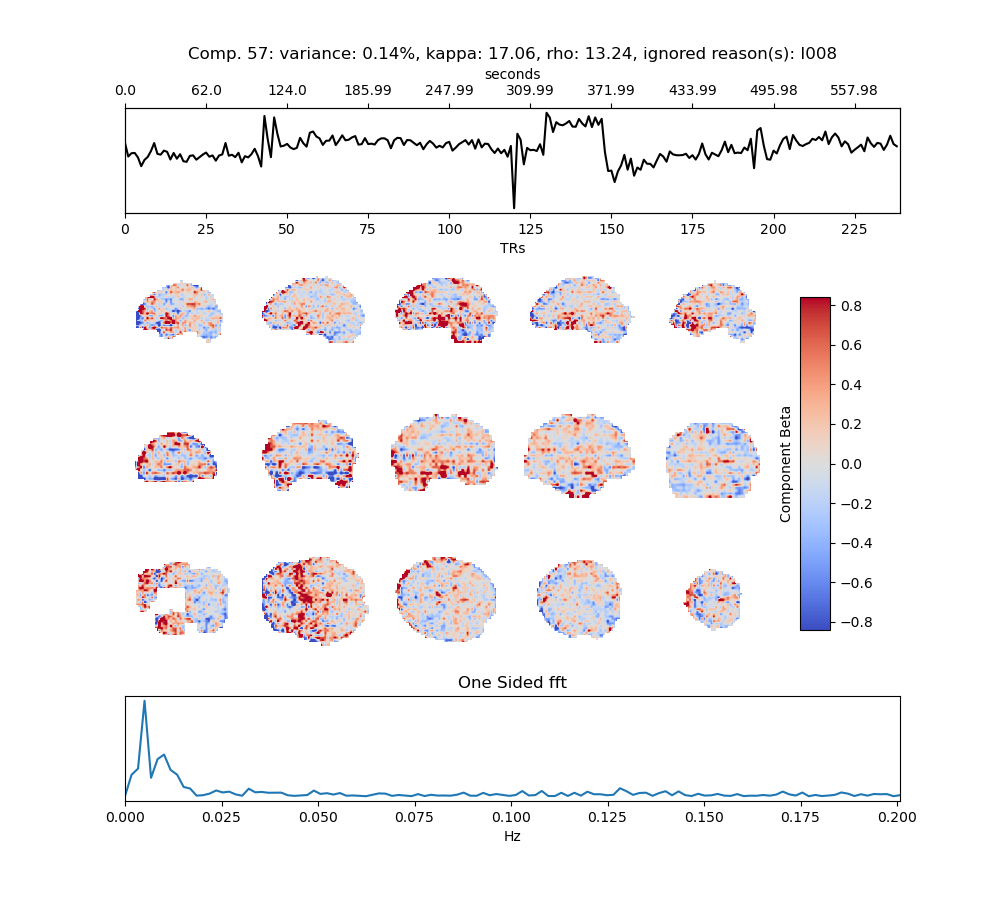 Comp. 57: variance: 0.14%, kappa: 17.06, rho: 13.24, ignored reason(s): I008
seconds
0.0 62.0 124.0 185.99 247.99 309.99 371.99 433.99 495.98 557.98
0 25 50 75 100 125 150 175 200 225
TRs
0.8
0.6
0.4
0.2
0.0
−0.2
−0.4
−0.6
−0.8
Component Beta
One Sided fft
0.000 0.025 0.050 0.075 0.100 0.125 0.150 0.175 0.200
Hz